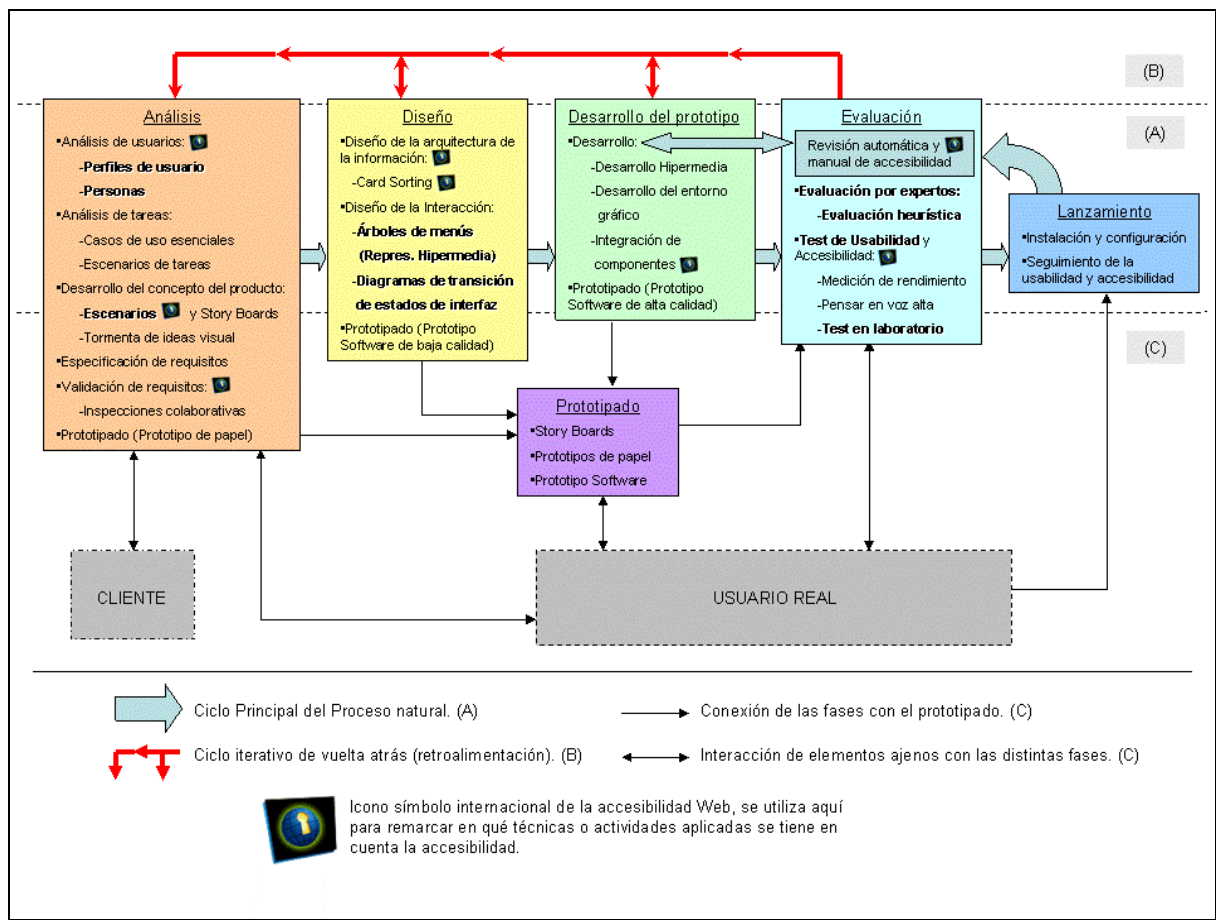 (B)
(A)
(C)
Análisis
▪Análisis de usuarios:
-Perfiles de usuario
-Personas
▪Análisis de tareas:
-Casos de uso esenciales
-Escenarios de tareas
▪Desarrollo del concepto del producto:
-Escenarios y Story Boards
-Tormenta de ideas visual
▪Especificación de requisitos
▪Validación de requisitos:
-Inspecciones colaborativas
▪Prototipado (Prototipo de papel)
Diseño
▪Diseño de la arquitectura de
la información:
-Card Sorting
▪Diseño de la Interacción:
-Árboles de menús
(Repres. Hipermedia)
-Diagramas de transición
de estados de interfaz
▪Prototipado (Prototipo
Software de baja calidad)
Desarrollo del prototipo
▪Desarrollo:
-Desarrollo Hipermedia
-Desarrollo del entorno
gráfico
-Integración de
componentes
▪Prototipado (Prototipo
Software de alta calidad)
Evaluación
Revisión automática y
manual de accesibilidad
▪Evaluación por expertos:
-Evaluación heurística
▪Test de Usabilidad y
Accesibilidad:
-Medición de rendimiento
-Pensar en voz alta
-Test en laboratorio
Lanzamiento
▪Instalación y configuración
▪Seguimiento de la
usabilidad y accesibilidad
Prototipado
▪Story Boards
▪Prototipos de papel
▪Prototipo Software
CLIENTE
USUARIO REAL
Ciclo Principal del Proceso natural. (A)
Conexión de las fases con el prototipado. (C)
Ciclo iterativo de vuelta atrás (retroalimentación). (B)
Interacción de elementos ajenos con las distintas fases. (C)
Icono símbolo internacional de la accesibilidad Web, se utiliza aquí
para remarcar en qué técnicas o actividades aplicadas se tiene en
cuenta la accesibilidad.